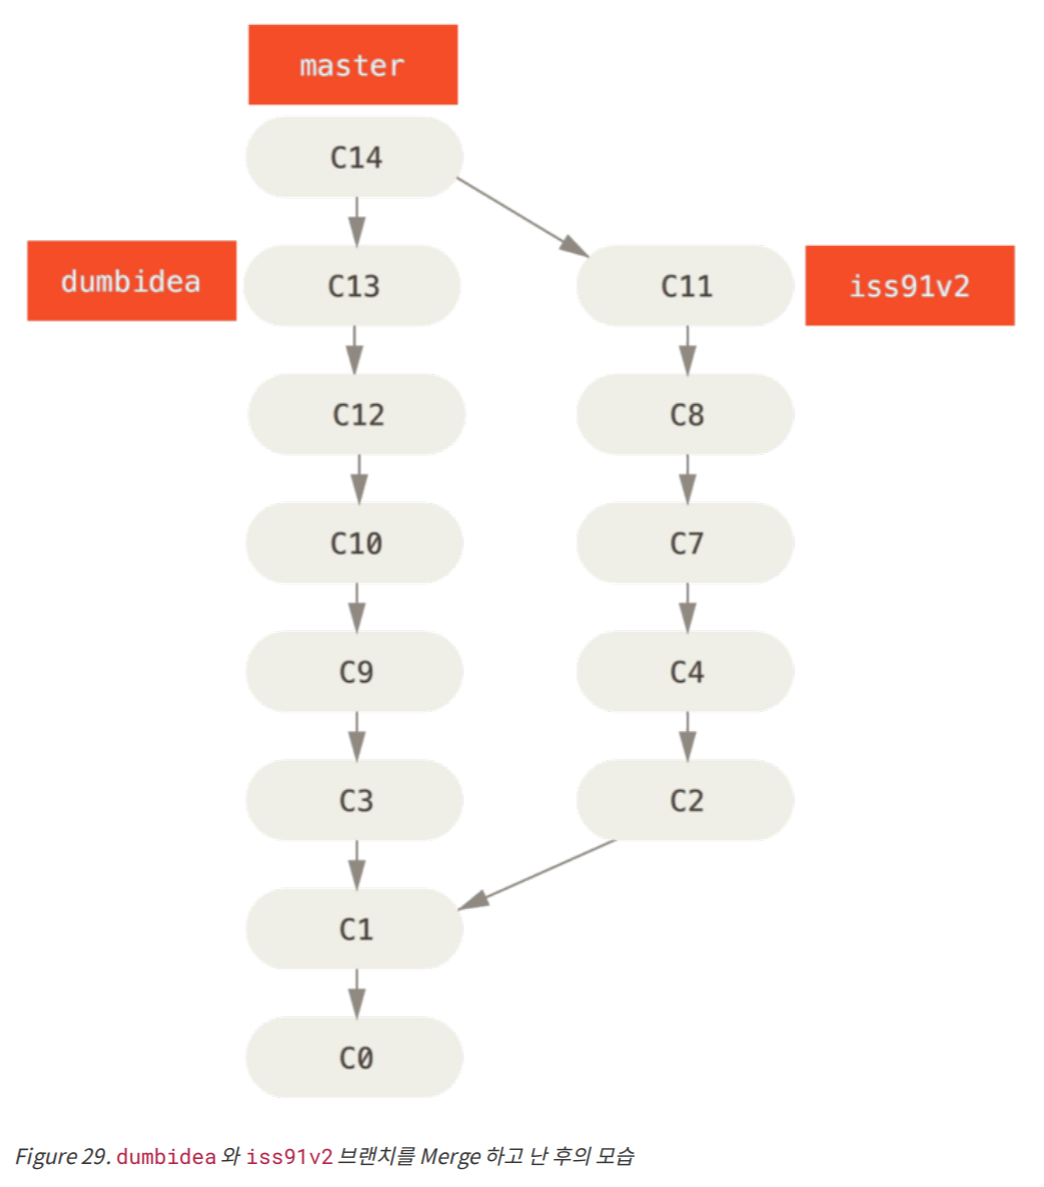 master
C14
dumbidea
C13
C11
iss91v2
C12
C8
C10
C7
C9
C4
C3
C2
C1
C0
Figure 29. dumbidea 와 iss91v2 브랜치를 Merge 하고 난 후의 모습